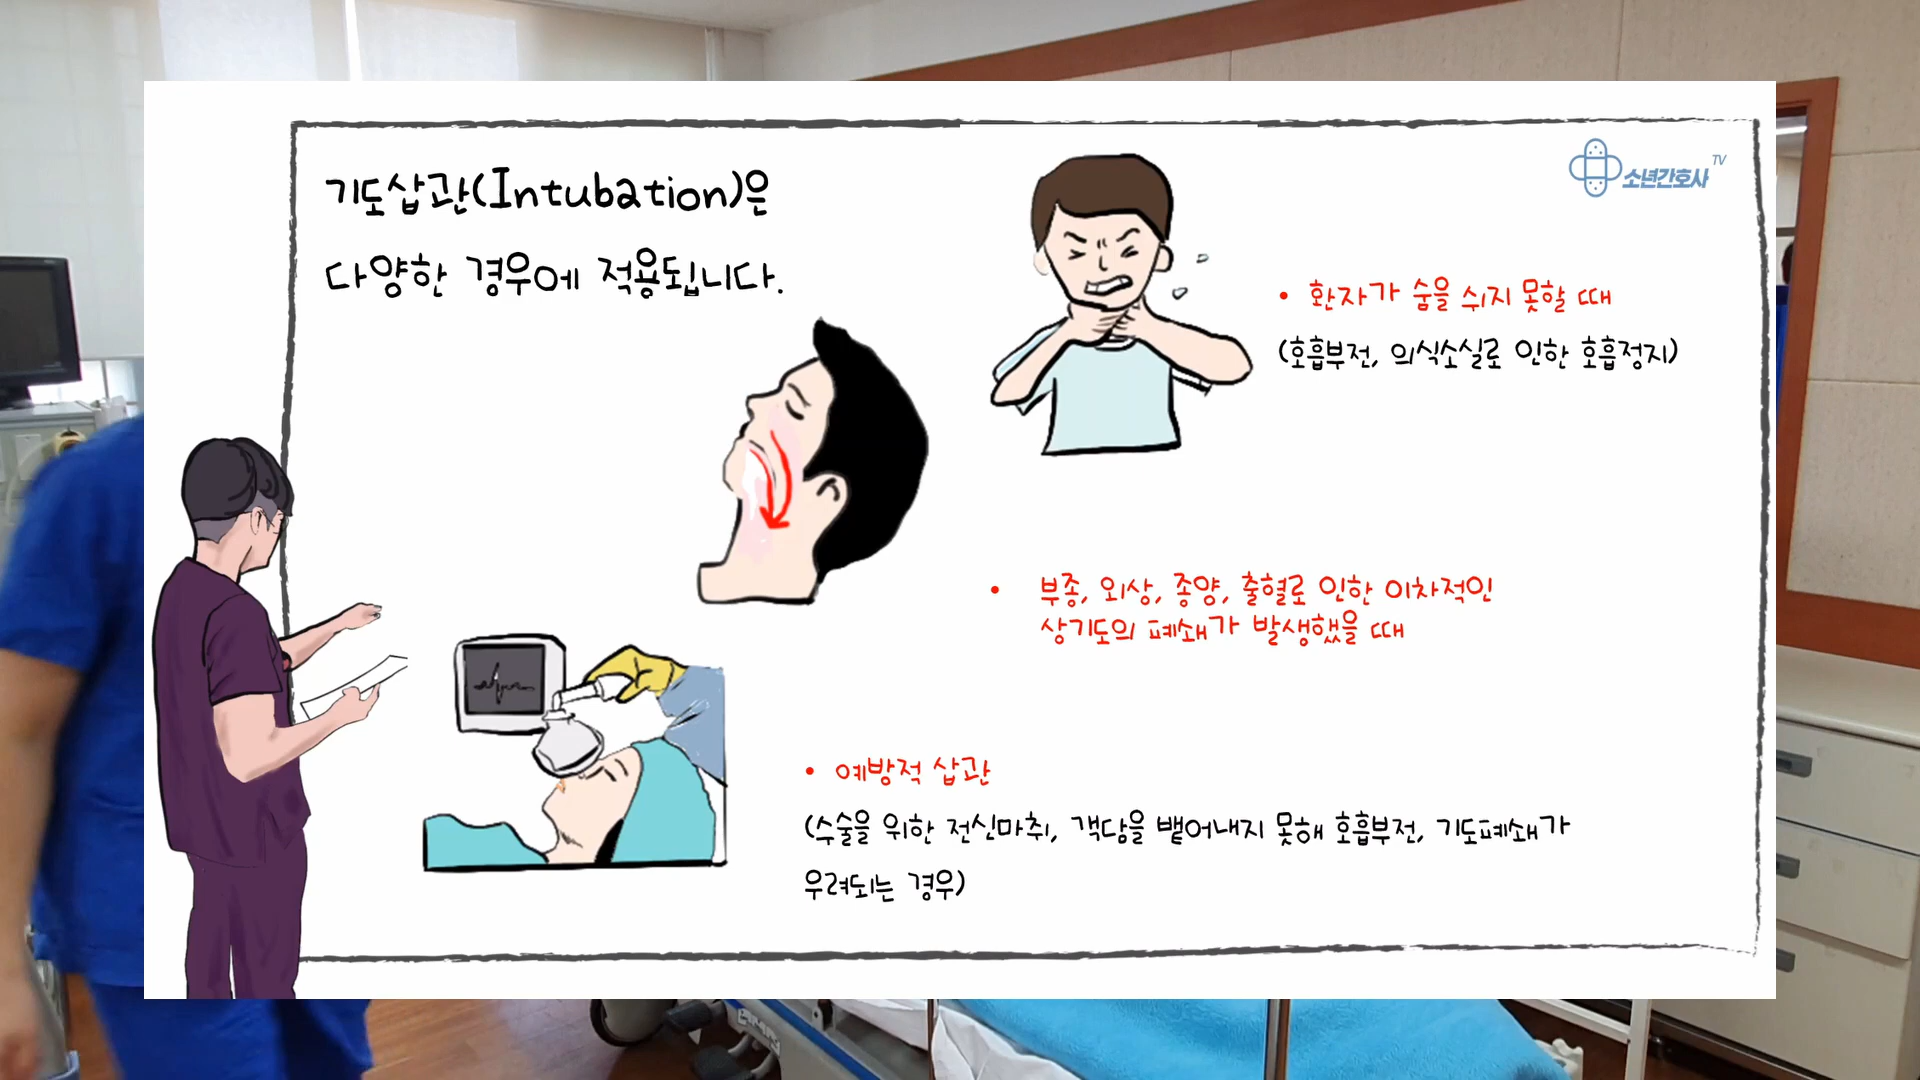 기도삽관(Intubation)은
다양한 경우에 적용됩니다.
소년간호사 TV
• 환자가 숨을 쉬지 못할 때
(호흡부전, 의식소실로 인한 호흡정지)
• 부종, 외상, 종양, 출혈로 인한 이차적인
상기도의 폐쇄가 발생했을 때
• 예방적 삽관
(수술을 위한 전신마취, 객담을 뱉어내지 못해 호흡부전, 기도폐쇄가
우려되는 경우)